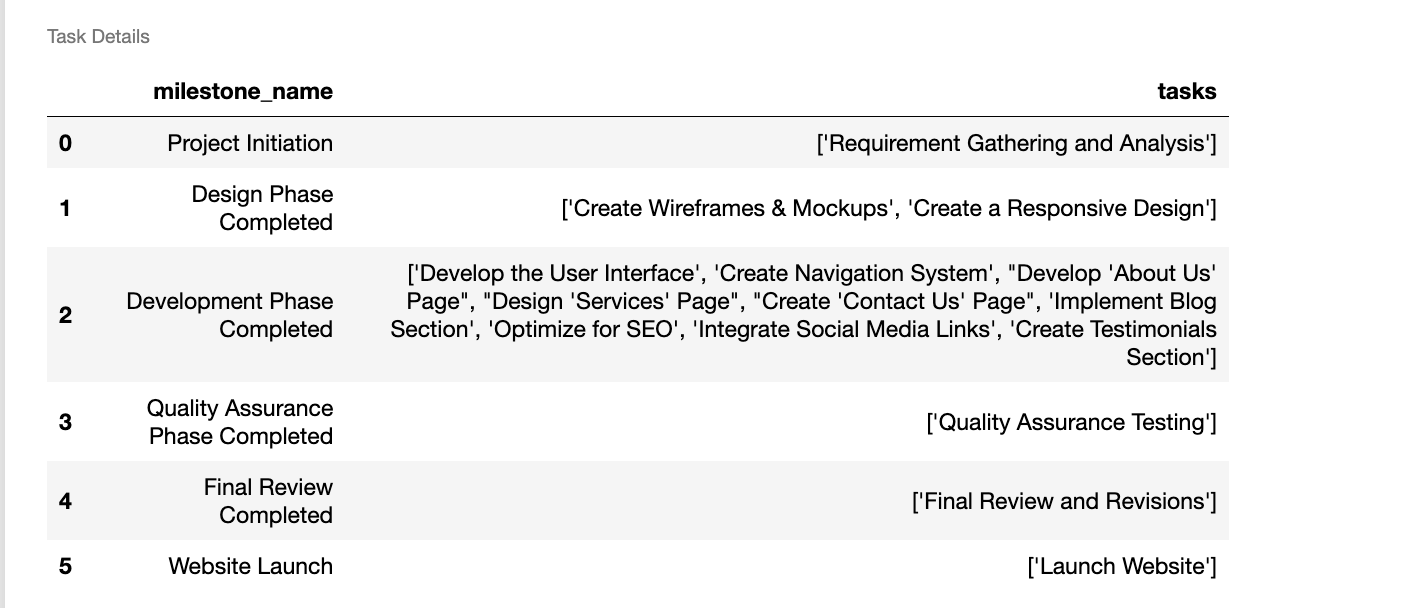 Task Details
milestone_name tasks
0 Project Initiation ['Requirement Gathering and Analysis']
1 Design Phase Completed ['Create Wireframes & Mockups', 'Create a Responsive Design']
2 Development Phase Completed ['Develop the User Interface', 'Create Navigation System', "Develop 'About Us'
Page", "Design 'Services' Page", "Create 'Contact Us' Page", 'Implement Blog
Section', 'Optimize for SEO', 'Integrate Social Media Links', 'Create Testimonials
Section']
3 Quality Assurance Phase Completed ['Quality Assurance Testing']
4 Final Review Completed ['Final Review and Revisions']
5 Website Launch ['Launch Website']